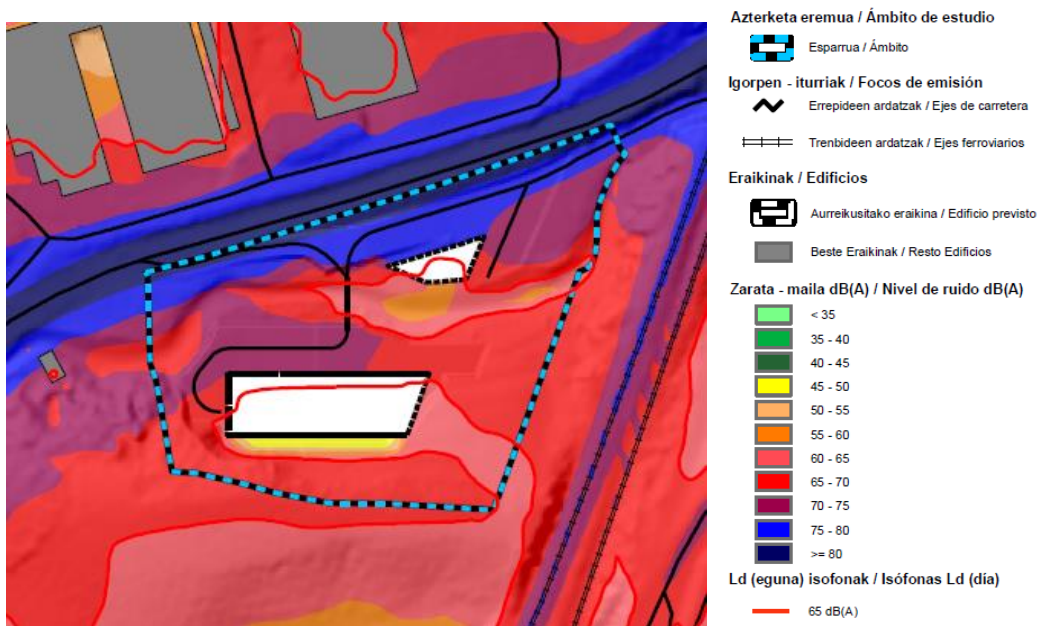 Azterketa eremua / Ámbito de estudio
Esparrua / Ámbito
Igorpen - iturriak / Focos de emisión
Errepideen ardatzak / Ejes de carretera
Trenbideen ardatzak / Ejes ferroviarios
Eraikinak / Edificios
Aurreikusitako eraikina / Edificio previsto
Beste Eraikinak / Resto Edificios
Zarata - maila dB(A) / Nivel de ruido dB(A)
< 35
35 - 40
40 - 45
45 - 50
50 - 55
55 - 60
60 - 65
65 - 70
70 - 75
75 - 80
>= 80
Ld (eguna) isofonak / Isófonas Ld (día)
65 dB(A)